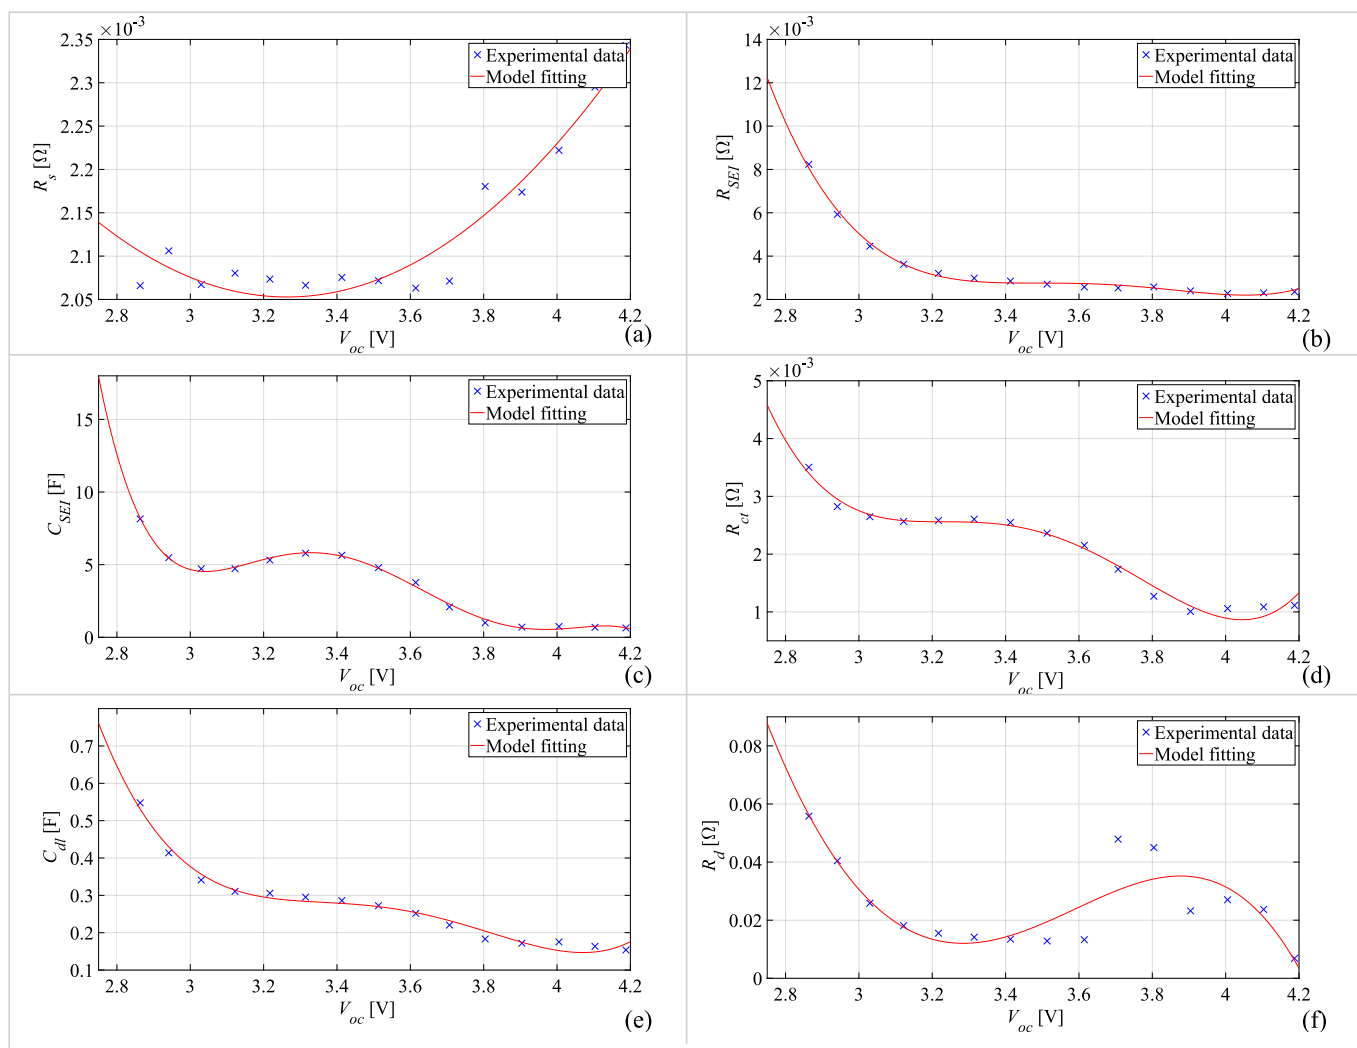 ×10⁻³
2.35
2.3
2.25
2.2
2.15
2.1
2.05
R_s [Ω]
Experimental data
Model fitting
2.8 3 3.2 3.4 3.6 3.8 4 4.2
V_oc [V]
(a)
×10⁻³
14
12
10
8
6
4
2
R_SEI [Ω]
Experimental data
Model fitting
2.8 3 3.2 3.4 3.6 3.8 4 4.2
V_oc [V]
(b)
15
10
5
0
C_SEI [F]
Experimental data
Model fitting
2.8 3 3.2 3.4 3.6 3.8 4 4.2
V_oc [V]
(c)
×10⁻³
5
4
3
2
1
R_ct [Ω]
Experimental data
Model fitting
2.8 3 3.2 3.4 3.6 3.8 4 4.2
V_oc [V]
(d)
0.7
0.6
0.5
0.4
0.3
0.2
0.1
C_dl [F]
Experimental data
Model fitting
2.8 3 3.2 3.4 3.6 3.8 4 4.2
V_oc [V]
(e)
0.08
0.06
0.04
0.02
0
R_d [Ω]
Experimental data
Model fitting
2.8 3 3.2 3.4 3.6 3.8 4 4.2
V_oc [V]
(f)